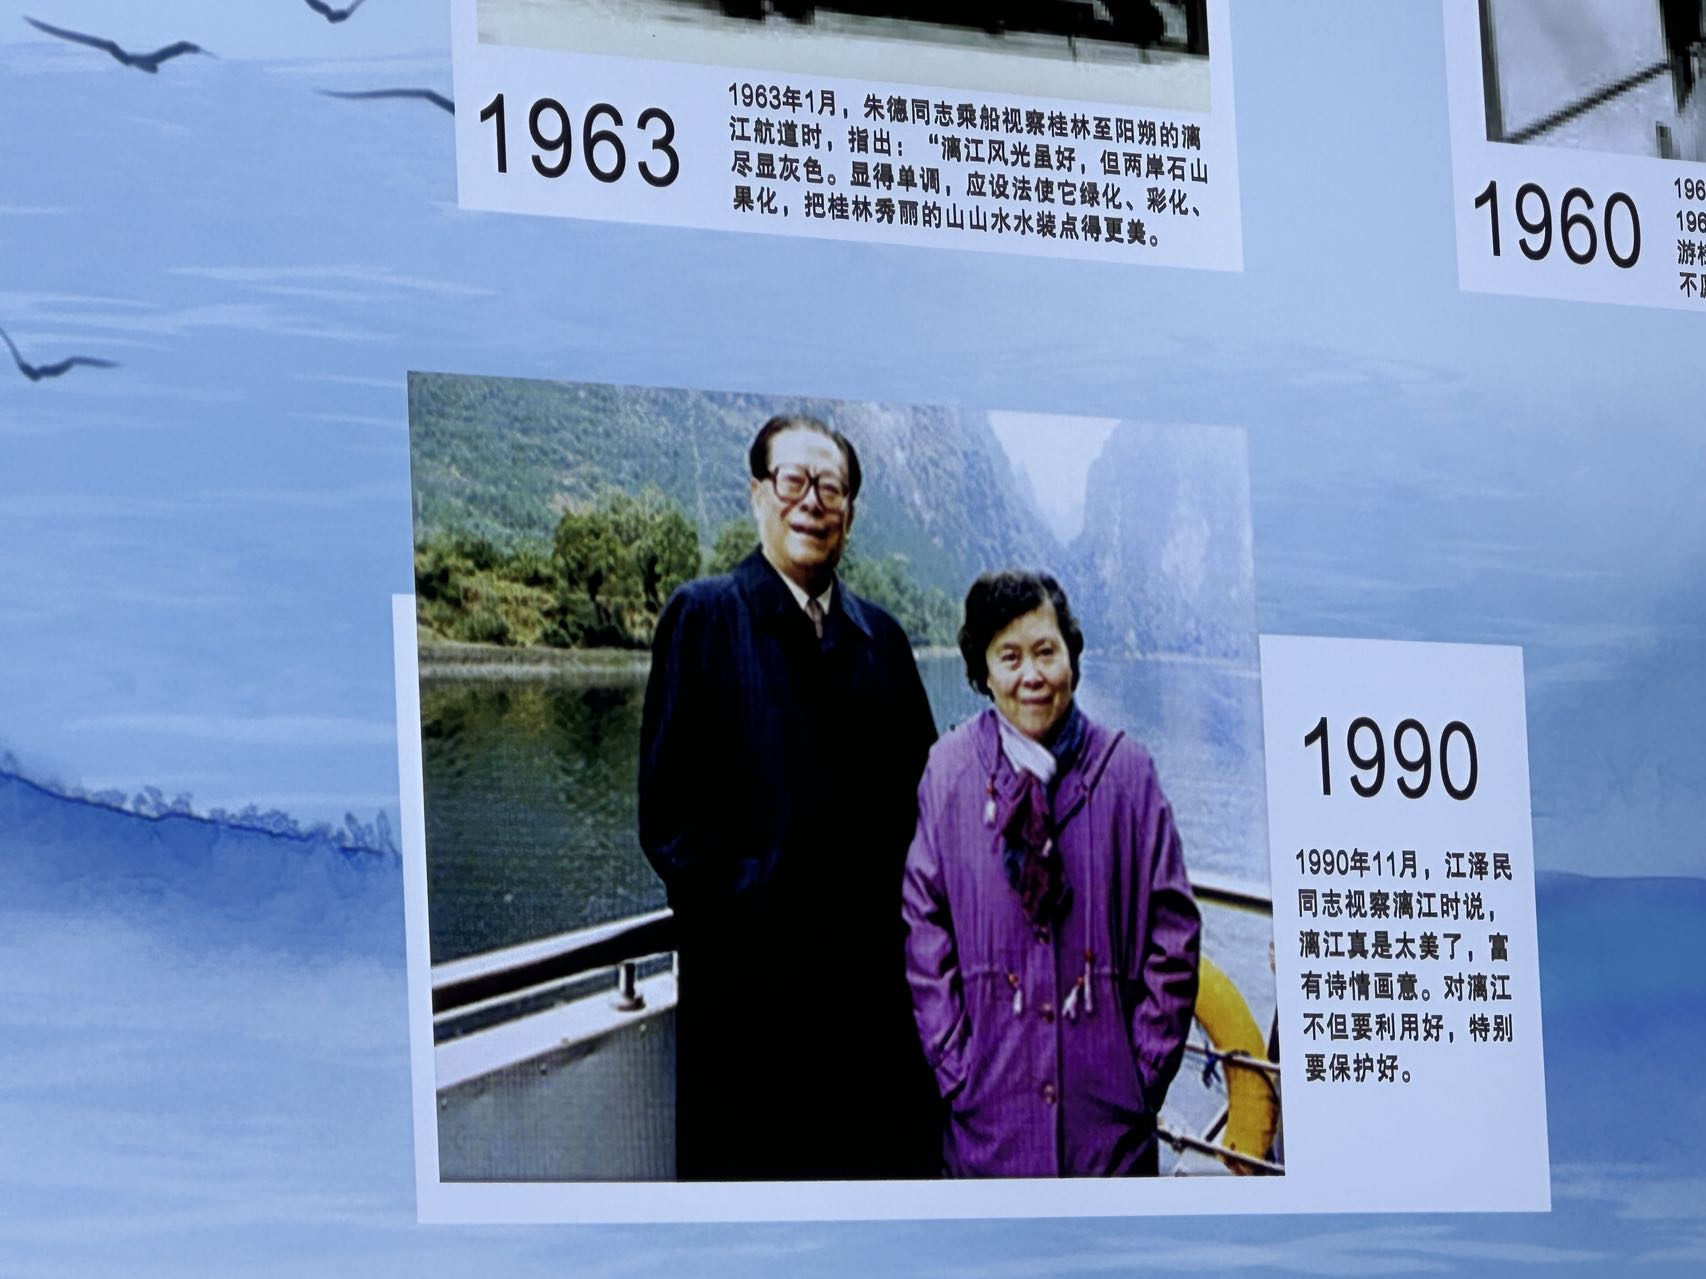 1963
1963年1月，朱德同志乘船视察桂林至阳朔的漓
江航道时，指出：“漓江风光虽好，但两岸石山
尽显灰色。显得单调，应设法使它绿化、彩化、
果化，把桂林秀丽的山山水水装点得更美。
1960
196
196
游桂
不
1990
1990年11月，江泽民
同志视察漓江时说，
漓江真是太美了，富
有诗情画意。对漓江
不但要利用好，特别
要保护好。